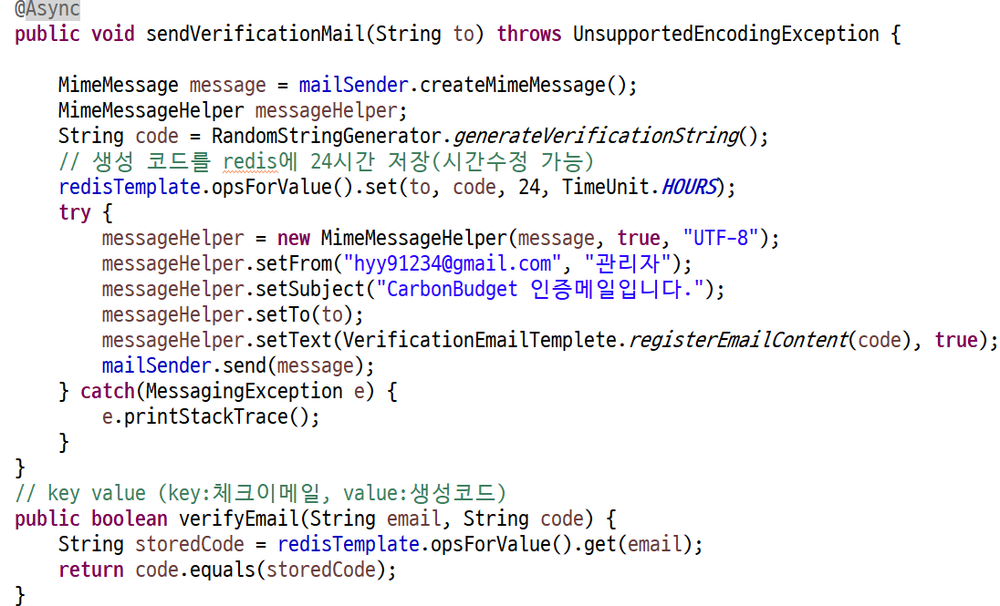 @Async
public void sendVerificationMail(String to) throws UnsupportedEncodingException {
MimeMessage message = mailSender.createMimeMessage();
MimeMessageHelper messageHelper;
String code = RandomStringGenerator.generateVerificationString();
// 생성 코드를 redis에 24시간 저장(시간수정 가능)
redisTemplate.opsForValue().set(to, code, 24, TimeUnit.HOURS);
try {
messageHelper = new MimeMessageHelper(message, true, "UTF-8");
messageHelper.setFrom("hyy91234@gmail.com", "관리자");
messageHelper.setSubject("CarbonBudget 인증메일입니다.");
messageHelper.setTo(to);
messageHelper.setText(VerificationEmailTemplete.registerEmailContent(code), true);
mailSender.send(message);
} catch(MessagingException e) {
e.printStackTrace();
}
}
// key value (key:체크이메일, value:생성코드)
public boolean verifyEmail(String email, String code) {
String storedCode = redisTemplate.opsForValue().get(email);
return code.equals(storedCode);
}